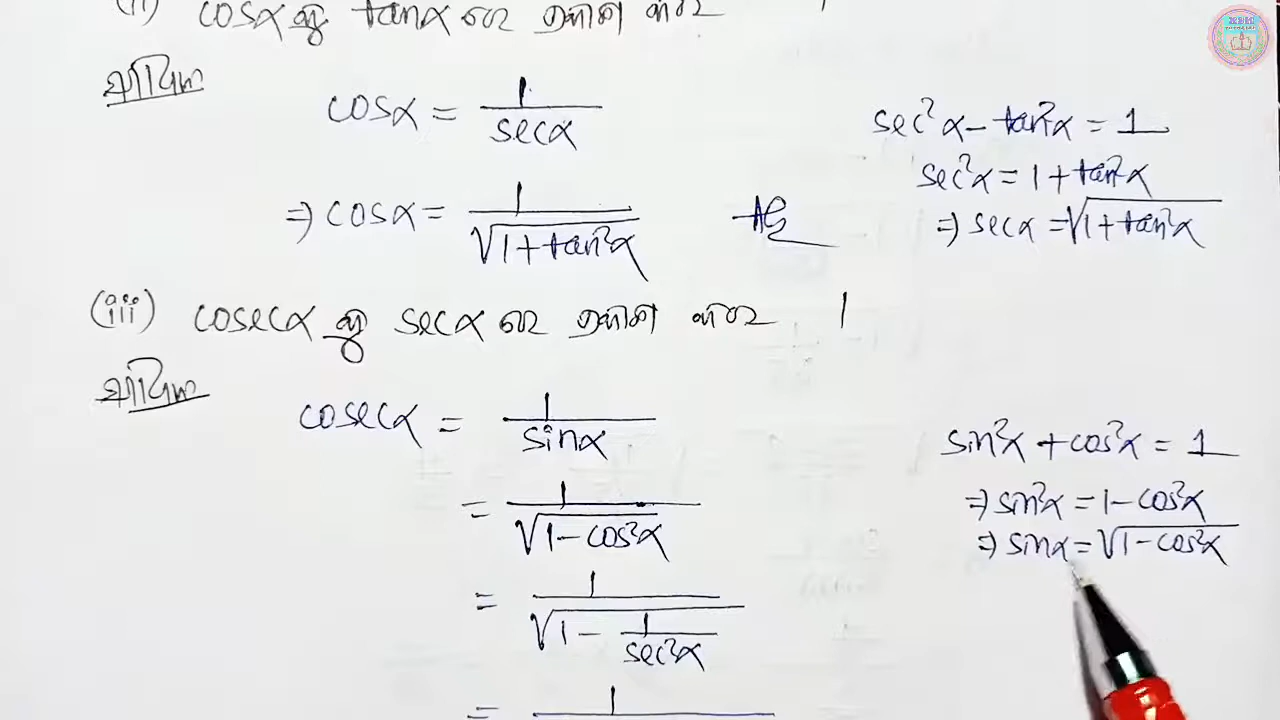 (ii) cosα କୁ tanα ରେ ପ୍ରକାଶ କର ।
cosα = 1/secα
⇒ cosα = 1/√(1+tan²α)
sec²α - tan²α = 1
sec²α = 1 + tan²α
⇒ secα = √(1+tan²α)
(iii) cosecα କୁ secα ରେ ପ୍ରକାଶ କର ।
cosecα = 1/sinα
= 1/√(1-cos²α)
= 1/√(1 - 1/sec²α)
= 1
sin²α + cos²α = 1
⇒ sin²α = 1 - cos²α
⇒ sinα = √(1-cos²α)